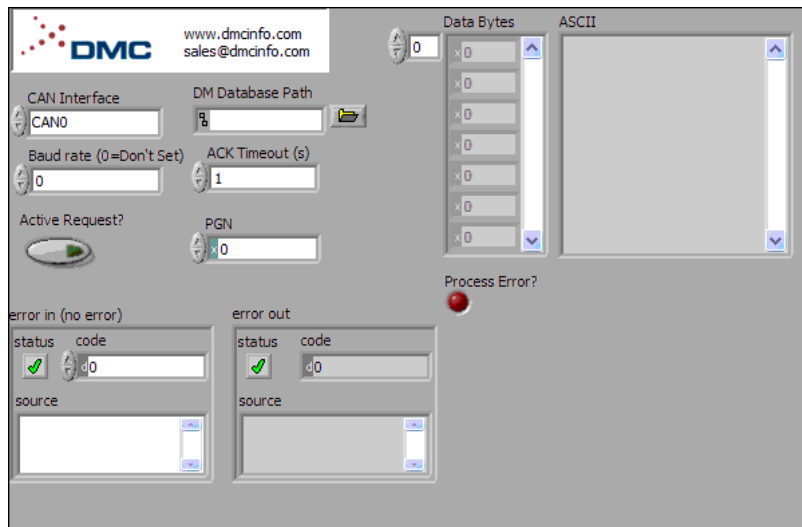 DMC
www.dmcinfo.com
sales@dmcinfo.com
CAN Interface
CAN0
DM Database Path
Baud rate (0=Don't Set)
0
ACK Timeout (s)
1
Active Request?
PGN
x0
Data Bytes
0
x0
x0
x0
x0
x0
x0
x0
ASCII
Process Error?
error in (no error)
status
code
d0
source
error out
status
code
d0
source